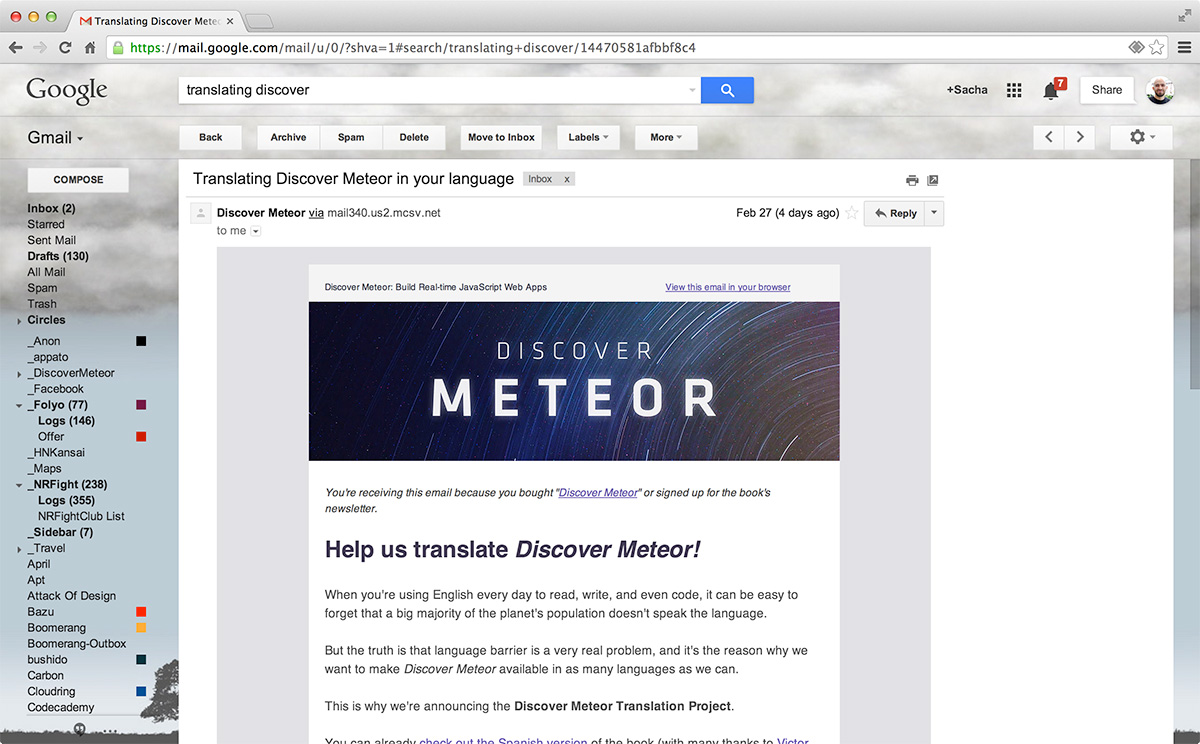 Translating Discover Mete
https://mail.google.com/mail/u/0/?shva=1#search/translating+discover/14470581afbbf8c4
Google
translating discover
+Sacha
7
Share
Gmail
Back
Archive
Spam
Delete
Move to Inbox
Labels
More
COMPOSE
Inbox (2)
Starred
Sent Mail
Drafts (130)
All Mail
Spam
Trash
Circles
_Anon
_appato
_DiscoverMeteor
_Facebook
_Folyo (77)
Logs (146)
Offer
_HNKansai
_Maps
_NRFight (238)
Logs (355)
NRFightClub List
_Sidebar (7)
_Travel
April
Apt
Attack Of Design
Bazu
Boomerang
Boomerang-Outbox
bushido
Carbon
Cloudring
Codecademy
Translating Discover Meteor in your language
Inbox x
Discover Meteor via mail340.us2.mcsv.net
Feb 27 (4 days ago)
Reply
to me
Discover Meteor: Build Real-time JavaScript Web Apps
View this email in your browser
DISCOVER
METEOR
You're receiving this email because you bought "Discover Meteor" or signed up for the book's
newsletter.
Help us translate Discover Meteor!
When you're using English every day to read, write, and even code, it can be easy to
forget that a big majority of the planet's population doesn't speak the language.
But the truth is that language barrier is a very real problem, and it's the reason why we
want to make Discover Meteor available in as many languages as we can.
This is why we're announcing the Discover Meteor Translation Project.
You can already check out the Spanish version of the book (with many thanks to Victor